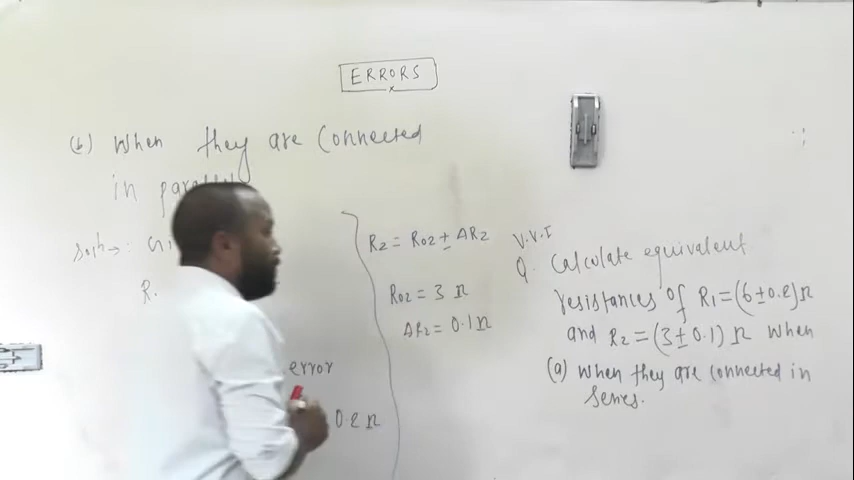 ERRORS
(b) When they are Connected
in
Soln→:
R.
error
0.2 Ω
R2 = R02 ± ΔR2
R02 = 3 Ω
ΔR2 = 0.1 Ω
V.V.I
Q. Calculate equivalent
resistances of R1 = (6 ± 0.2) Ω
and R2 = (3 ± 0.1) Ω when
(a) When they are connected in
Series.